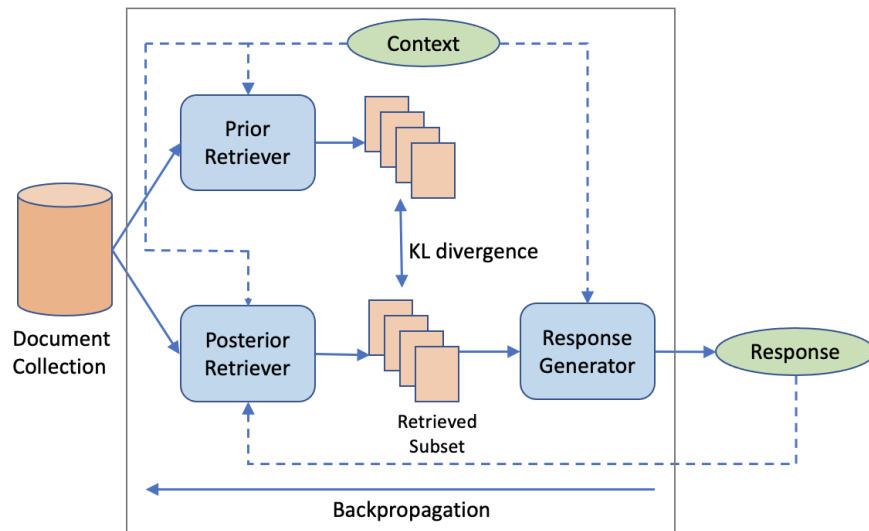 Context
Prior
Retriever
KL divergence
Document
Collection
Posterior
Retriever
Response
Generator
Response
Retrieved
Subset
Backpropagation